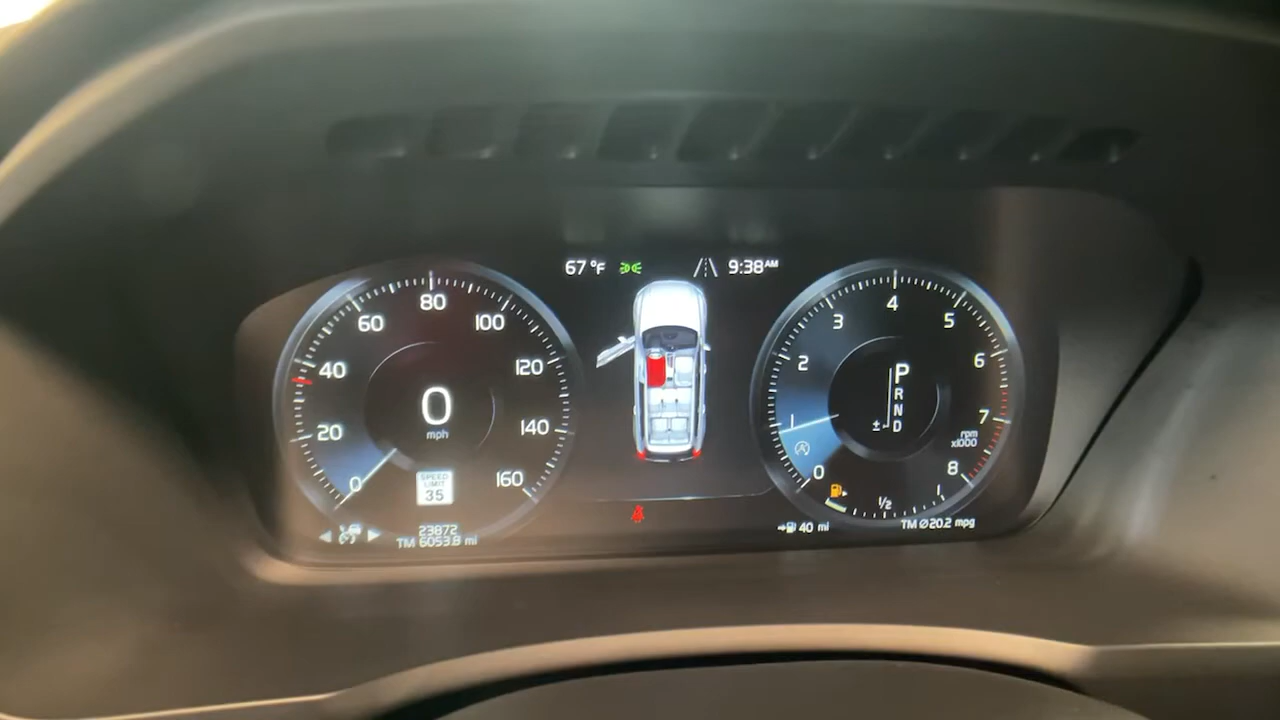 67 °F 9:38 AM
0 20 40 60 80 100 120 140 160
0
mph
SPEED
LIMIT
35
23872
TM 6053.8 mi
0 1 2 3 4 5 6 7 8
rpm
x1000
P
R
N
± D
1/2 1
40 mi
TM Ø20.2 mpg